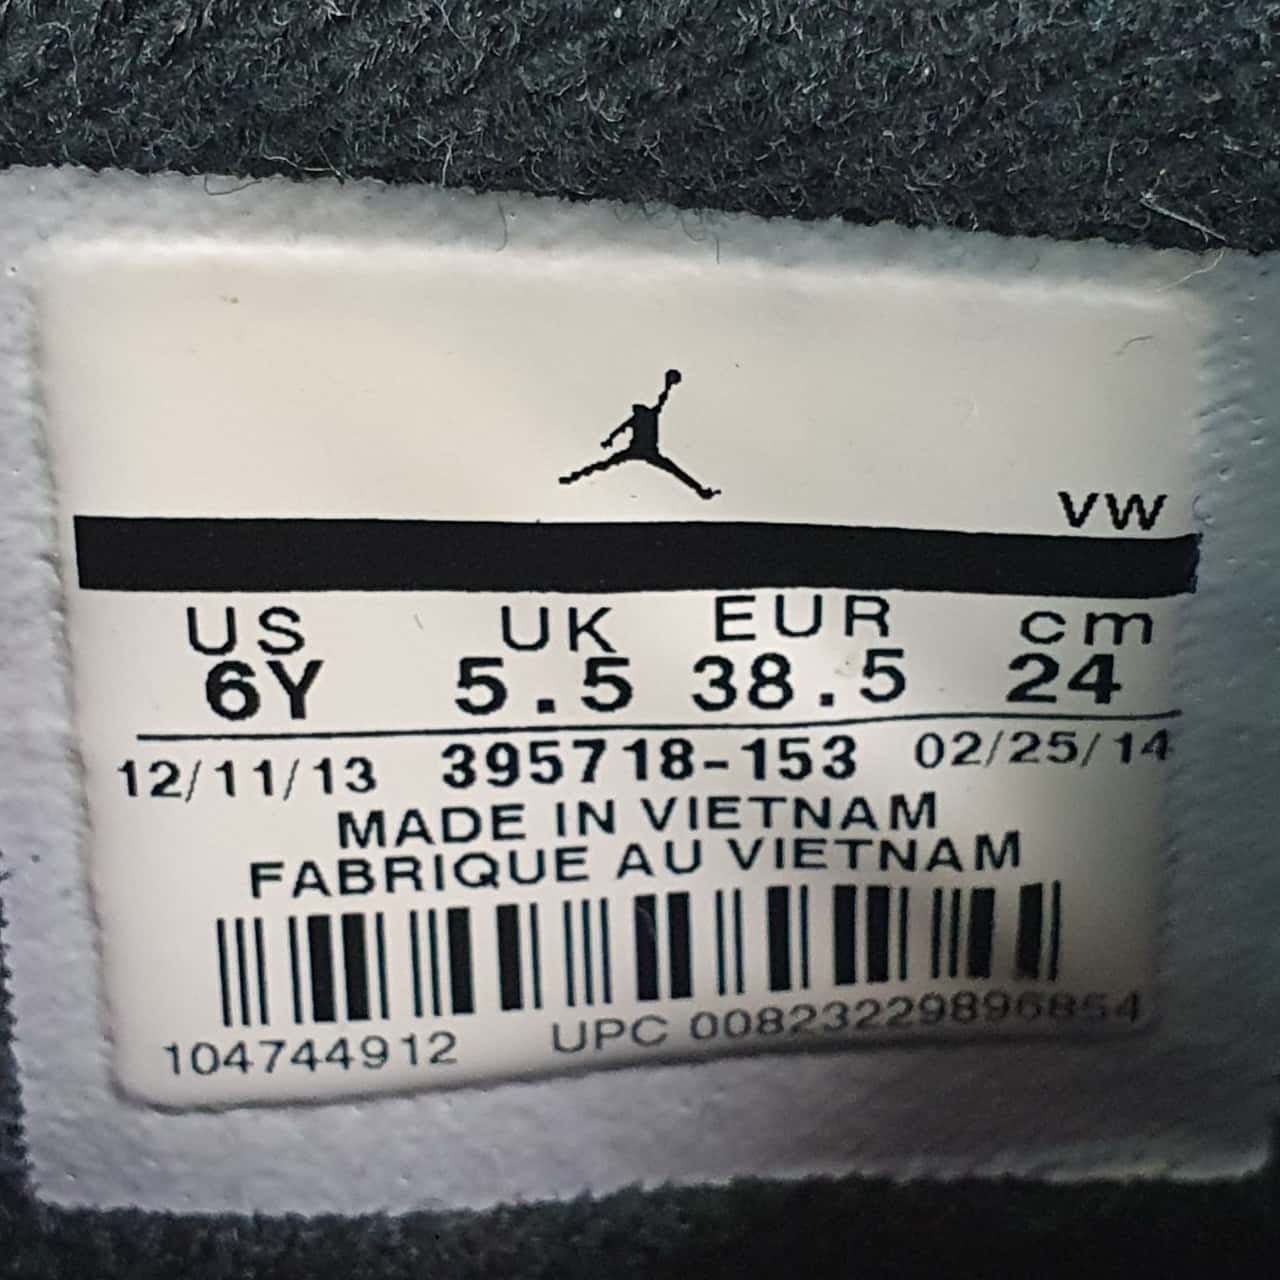 VW
US UK EUR cm
6Y 5.5 38.5 24
12/11/13 395718-153 02/25/14
MADE IN VIETNAM
FABRIQUE AU VIETNAM
104744912 UPC 00823229896854